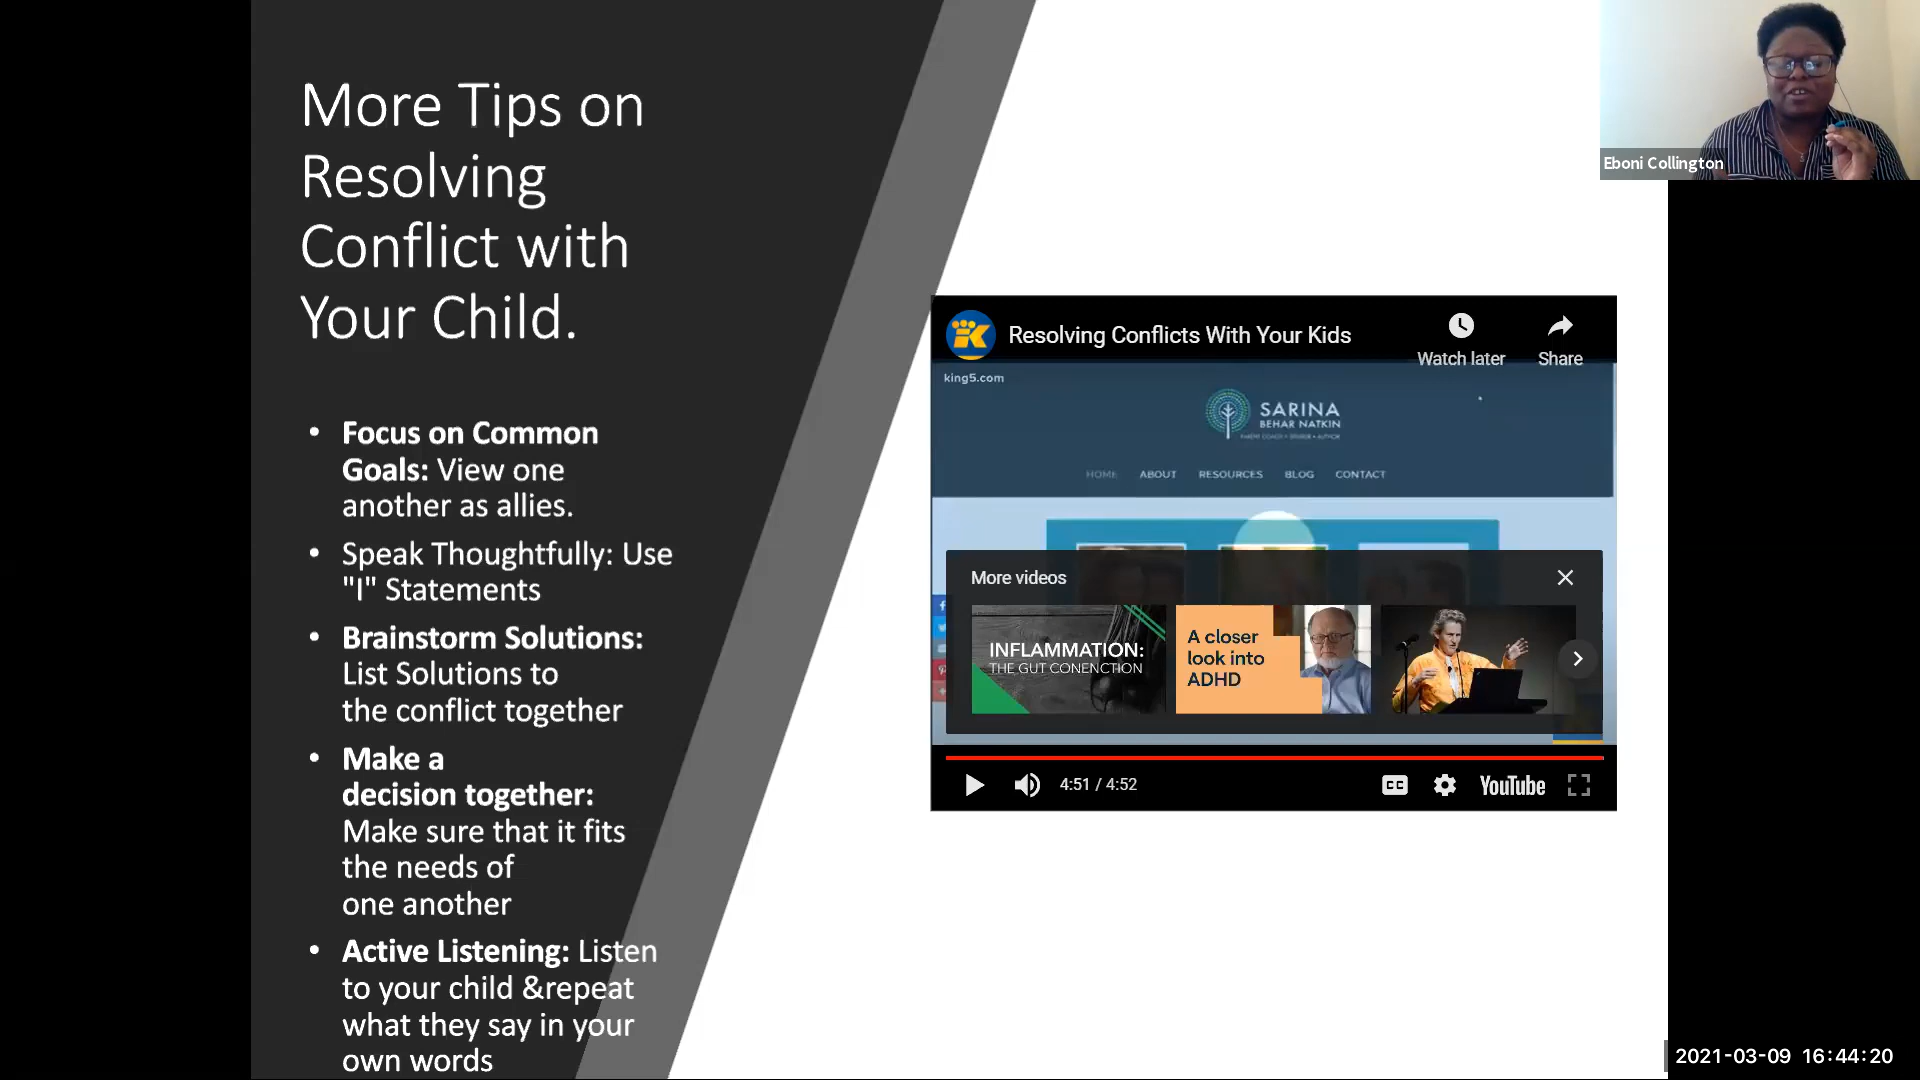 More Tips on
Resolving
Conflict with
Your Child.
• Focus on Common
Goals: View one
another as allies.
• Speak Thoughtfully: Use
"I" Statements
• Brainstorm Solutions:
List Solutions to
the conflict together
• Make a
decision together:
Make sure that it fits
the needs of
one another
• Active Listening: Listen
to your child &repeat
what they say in your
own words
Eboni Collington
Resolving Conflicts With Your Kids
Watch later
Share
king5.com
SARINA
BEHAR NATKIN
PARENT COACH • SPEAKER • AUTHOR
HOME ABOUT RESOURCES BLOG CONTACT
More videos
INFLAMMATION:
THE GUT CONENCTION
A closer
look into
ADHD
4:51 / 4:52
CC
YouTube
2021-03-09 16:44:20